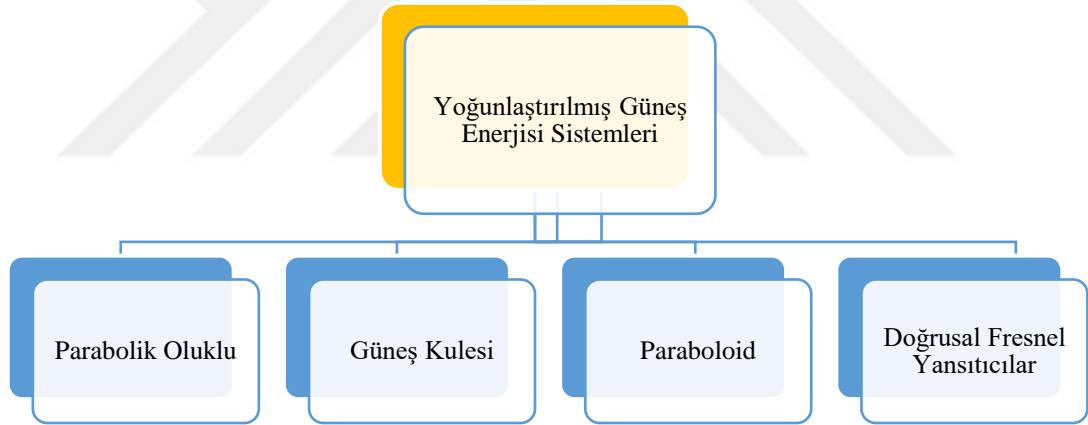 Yoğunlaştırılmış Güneş
Enerjisi Sistemleri
Parabolik Oluklu
Güneş Kulesi
Paraboloid
Doğrusal Fresnel
Yansıtıcılar